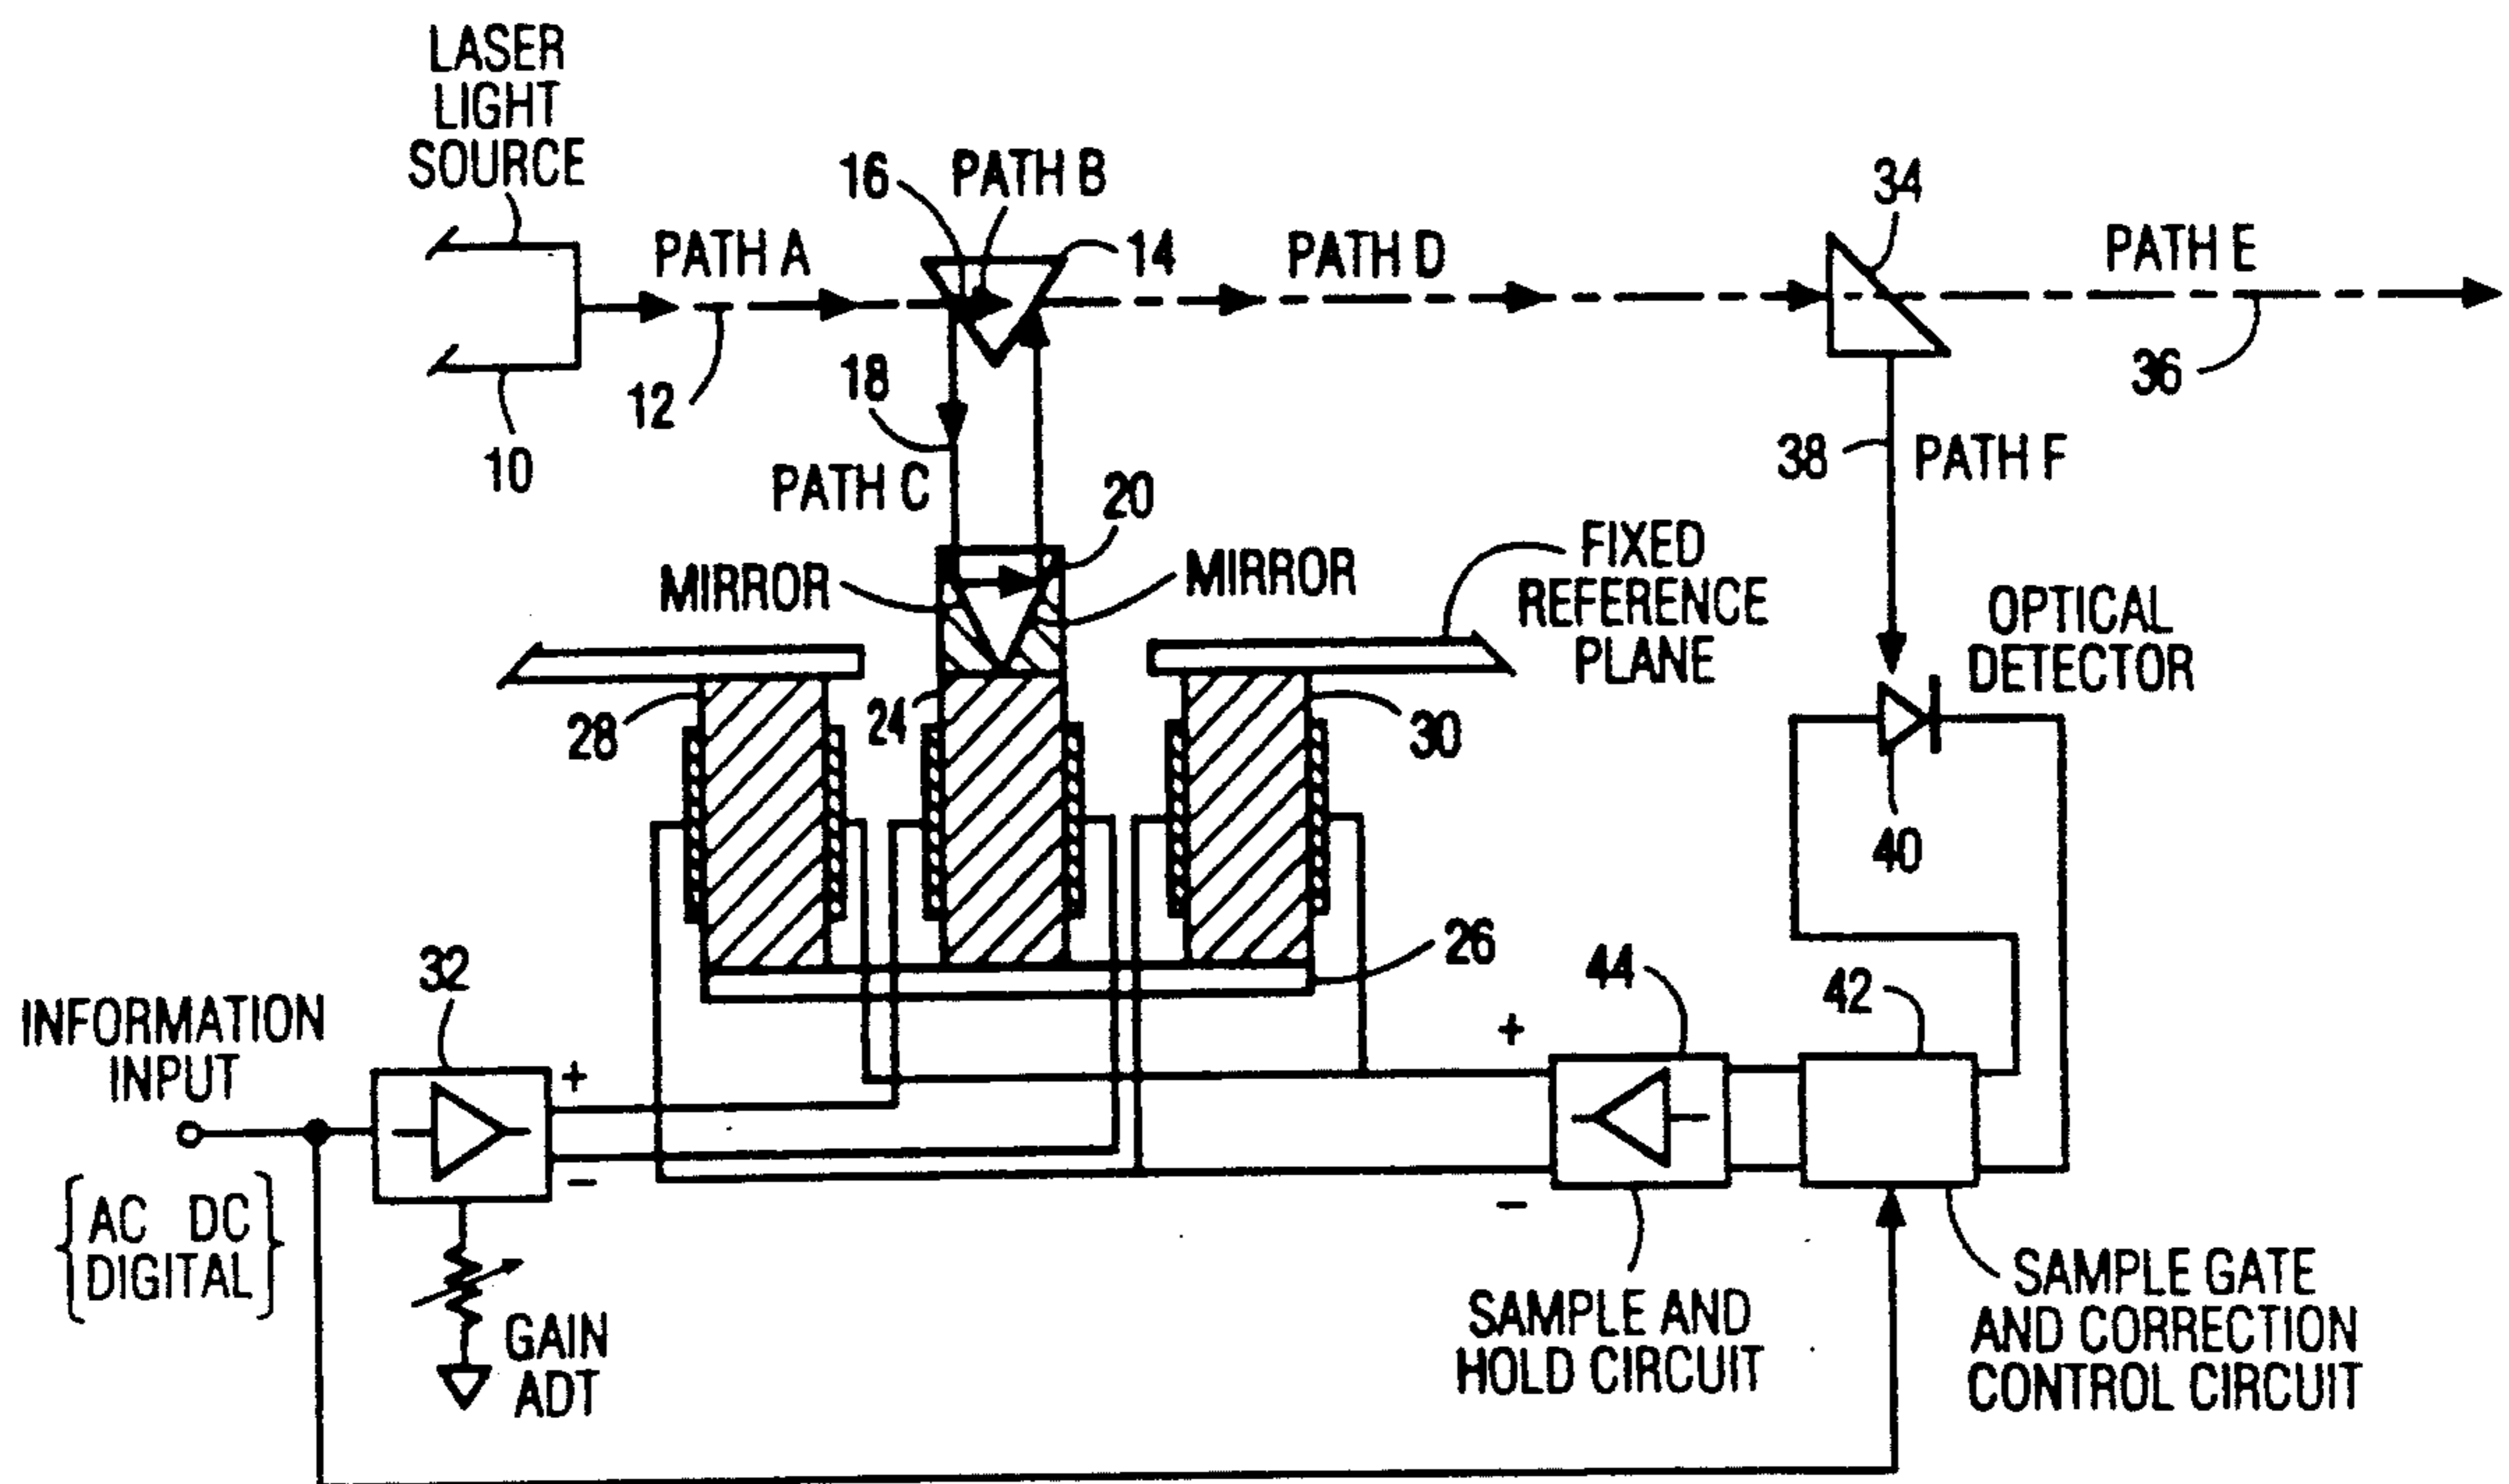 LASER
LIGHT
SOURCE
10
PATH A
12
16
PATH B
14
18
PATH C
PATH D
34
PATH E
36
38
PATH F
20
MIRROR
MIRROR
FIXED
REFERENCE
PLANE
OPTICAL
DETECTOR
28
24
30
40
26
32
INFORMATION
INPUT
+
−
AC DC
DIGITAL
GAIN
ADT
44
42
+
−
SAMPLE AND
HOLD CIRCUIT
SAMPLE GATE
AND CORRECTION
CONTROL CIRCUIT